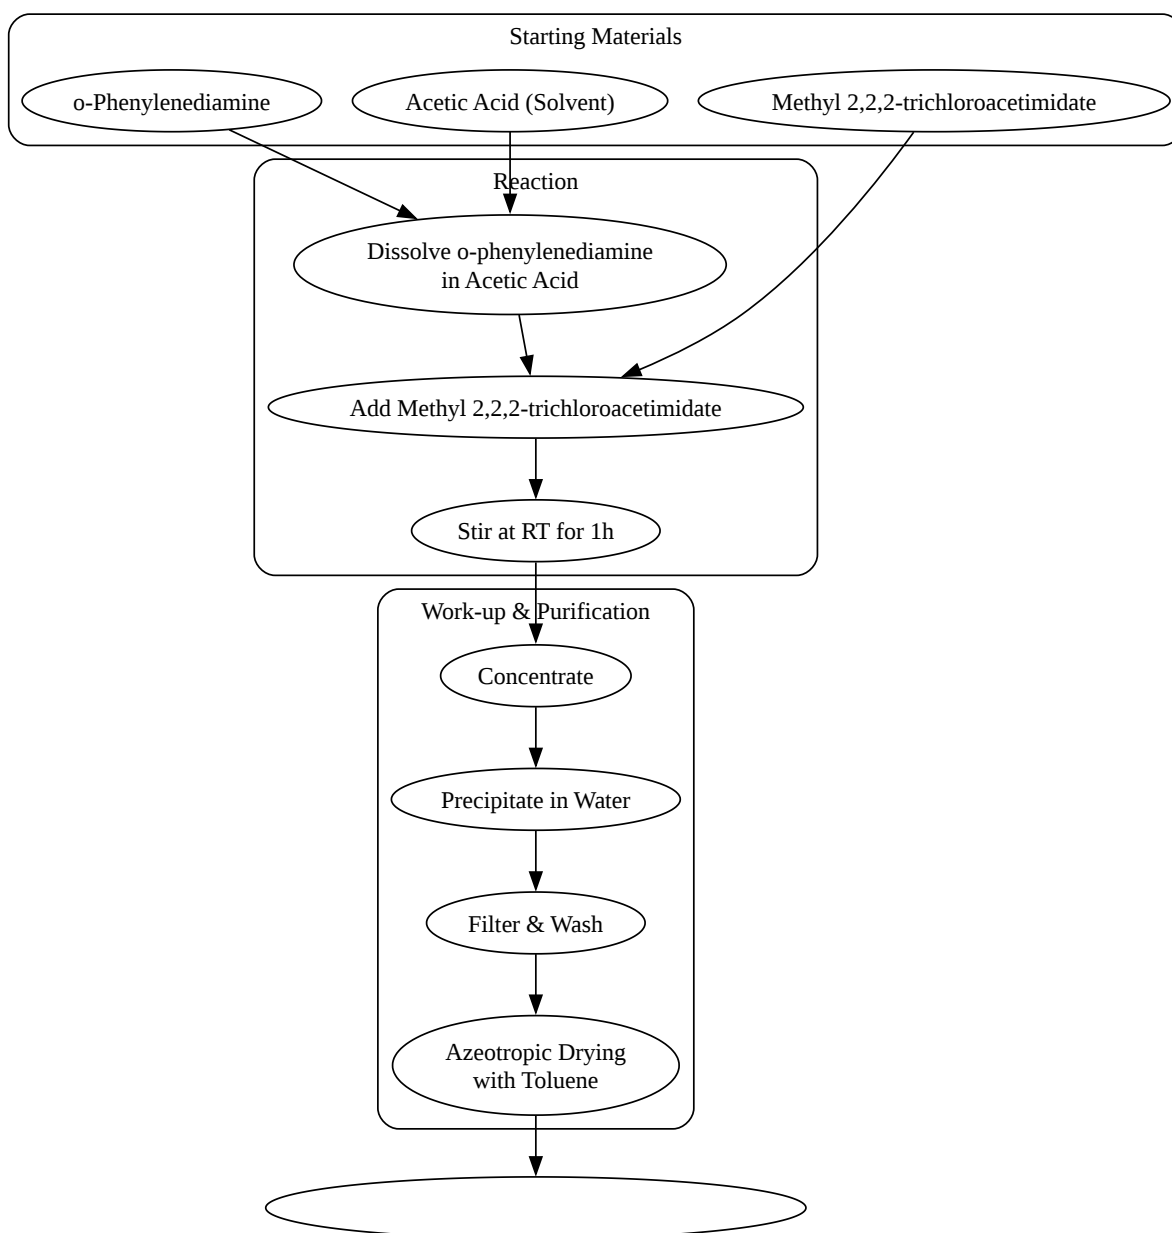 Starting Materials
o-Phenylenediamine
Acetic Acid (Solvent)
Methyl 2,2,2-trichloroacetimidate
Reaction
Dissolve o-phenylenediamine
in Acetic Acid
Add Methyl 2,2,2-trichloroacetimidate
Stir at RT for 1h
Work-up & Purification
Concentrate
Precipitate in Water
Filter & Wash
Azeotropic Drying
with Toluene